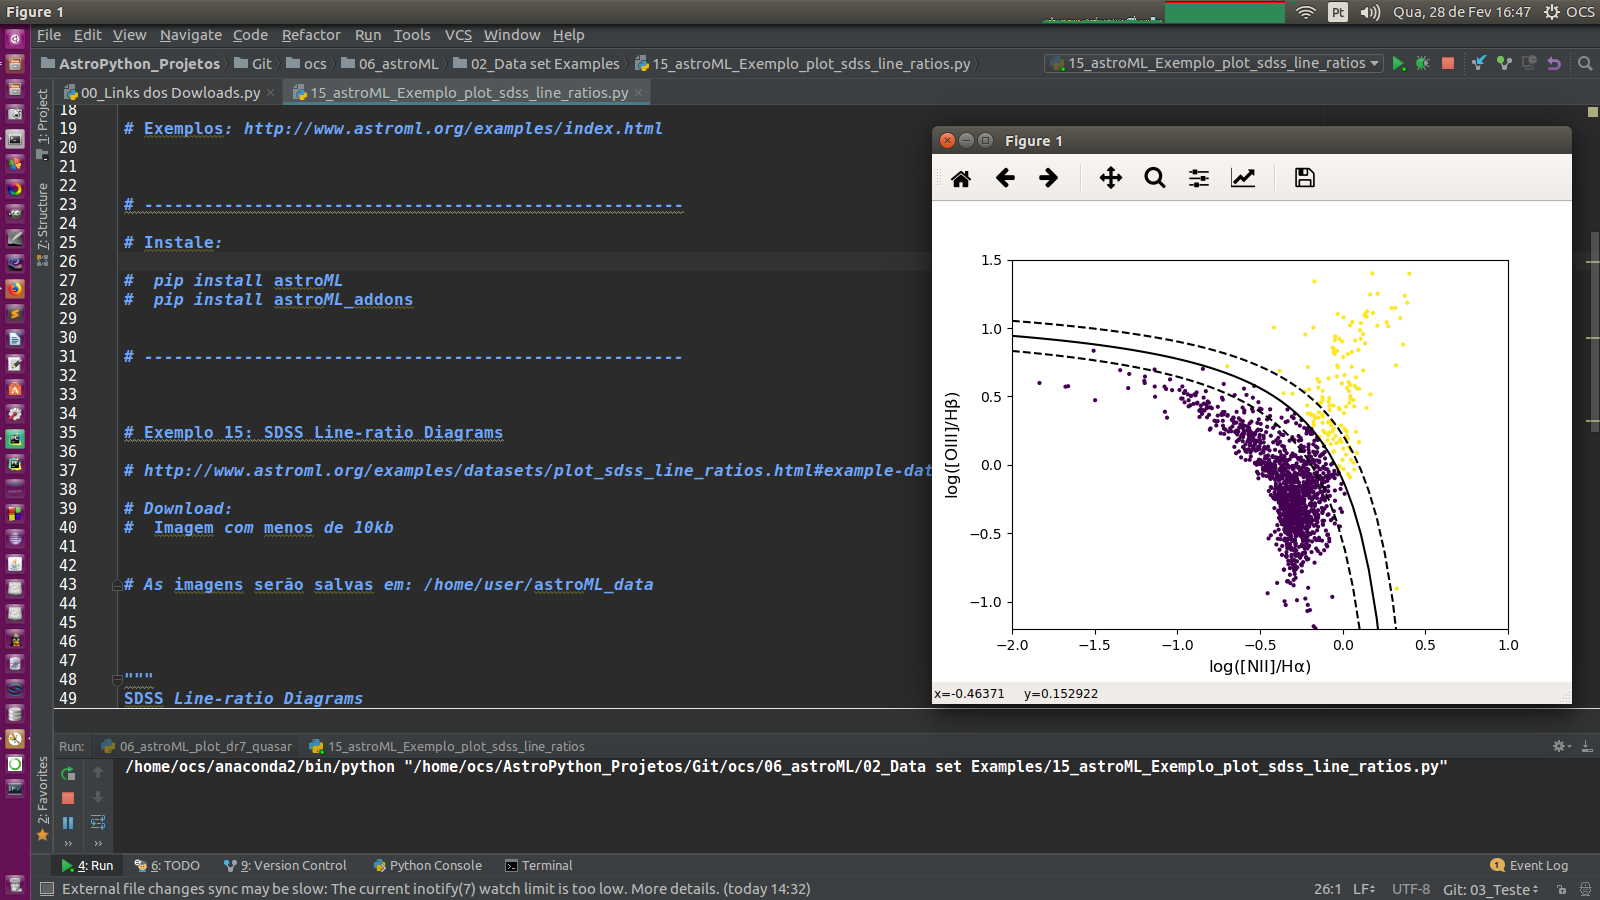 Figure 1
Pt
Qua, 28 de Fev 16:47
OCS
File Edit View Navigate Code Refactor Run Tools VCS Window Help
AstroPython_Projetos Git ocs 06_astroML 02_Data set Examples 15_astroML_Exemplo_plot_sdss_line_ratios.py
15_astroML_Exemplo_plot_sdss_line_ratios
00_Links dos Dowloads.py
15_astroML_Exemplo_plot_sdss_line_ratios.py
1: Project
7: Structure
2: Favorites
18
19 # Exemplos: http://www.astroml.org/examples/index.html
20
21
22
23 # ------------------------------------------------------
24
25 # Instale:
26
27 #  pip install astroML
28 #  pip install astroML_addons
29
30
31 # ------------------------------------------------------
32
33
34
35 # Exemplo 15: SDSS Line-ratio Diagrams
36
37 # http://www.astroml.org/examples/datasets/plot_sdss_line_ratios.html#example-dat
38
39 # Download:
40 #  Imagem com menos de 10kb
41
42
43 # As imagens serão salvas em: /home/user/astroML_data
44
45
46
47
48 """
49 SDSS Line-ratio Diagrams
Figure 1
1.5
1.0
0.5
0.0
−0.5
−1.0
log([OIII]/Hβ)
−2.0 −1.5 −1.0 −0.5 0.0 0.5 1.0
log([NII]/Hα)
x=-0.46371 y=0.152922
Run: 06_astroML_plot_dr7_quasar 15_astroML_Exemplo_plot_sdss_line_ratios
/home/ocs/anaconda2/bin/python "/home/ocs/AstroPython_Projetos/Git/ocs/06_astroML/02_Data set Examples/15_astroML_Exemplo_plot_sdss_line_ratios.py"
4: Run 6: TODO 9: Version Control Python Console Terminal
1 Event Log
External file changes sync may be slow: The current inotify(7) watch limit is too low. More details. (today 14:32)
26:1 LF UTF-8 Git: 03_Teste